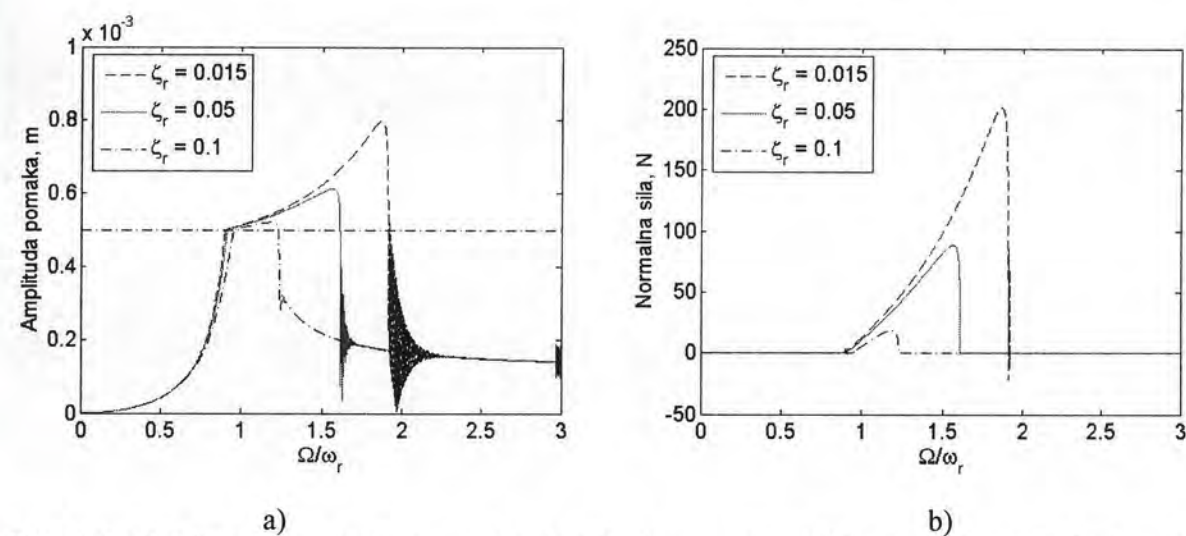 x 10⁻³
1
0.8
0.6
0.4
0.2
0
Amplituda pomaka, m
ζr = 0.015
ζr = 0.05
ζr = 0.1
0 0.5 1 1.5 2 2.5 3
Ω/ωr
a)
250
200
150
100
50
0
-50
Normalna sila, N
ζr = 0.015
ζr = 0.05
ζr = 0.1
0 0.5 1 1.5 2 2.5 3
Ω/ωr
b)